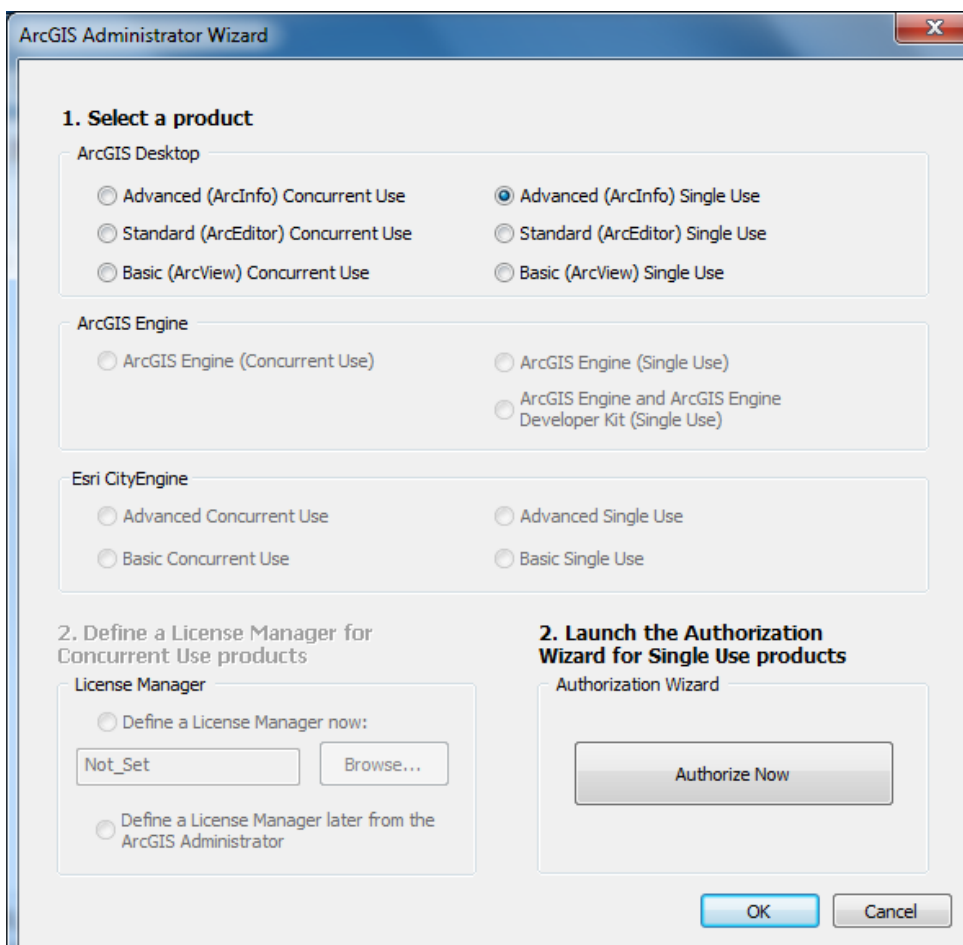 ArcGIS Administrator Wizard
X
1. Select a product
ArcGIS Desktop
Advanced (ArcInfo) Concurrent Use
Advanced (ArcInfo) Single Use
Standard (ArcEditor) Concurrent Use
Standard (ArcEditor) Single Use
Basic (ArcView) Concurrent Use
Basic (ArcView) Single Use
ArcGIS Engine
ArcGIS Engine (Concurrent Use)
ArcGIS Engine (Single Use)
ArcGIS Engine and ArcGIS Engine
Developer Kit (Single Use)
Esri CityEngine
Advanced Concurrent Use
Advanced Single Use
Basic Concurrent Use
Basic Single Use
2. Define a License Manager for
Concurrent Use products
License Manager
Define a License Manager now:
Not_Set
Browse...
Define a License Manager later from the
ArcGIS Administrator
2. Launch the Authorization
Wizard for Single Use products
Authorization Wizard
Authorize Now
OK
Cancel